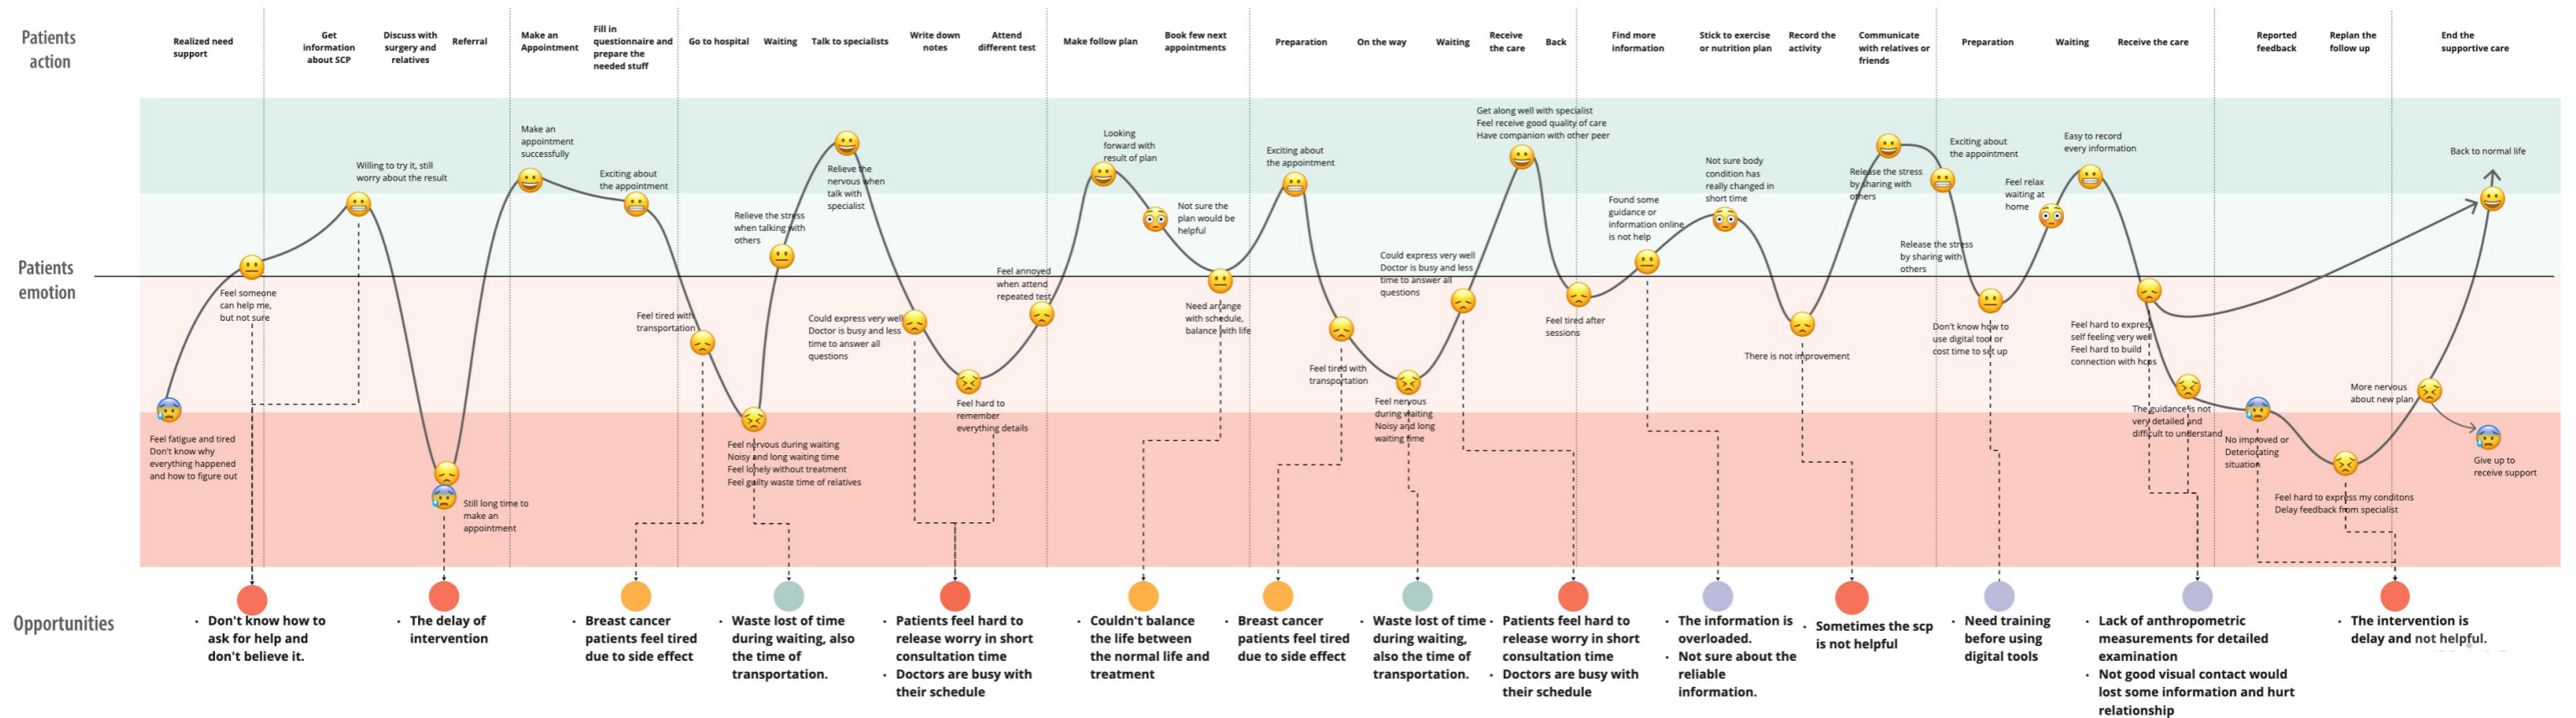 Patients
action
Realized need
support
Get
information
about SCP
Discuss with
surgery and
relatives
Referral
Make an
Appointment
Fill in
questionnaire and
prepare the
needed stuff
Go to hospital
Waiting
Talk to specialists
Write down
notes
Attend
different test
Make follow plan
Book few next
appointments
Preparation
On the way
Waiting
Receive
the care
Back
Find more
information
Stick to exercise
or nutrition plan
Record the
activity
Communicate
with relatives or
friends
Preparation
Waiting
Receive the care
Reported
feedback
Replan the
follow up
End the
supportive care
Patients
emotion
Feel fatigue and tired
Don't know why
everything happened
and how to figure out
Feel someone
can help me,
but not sure
Willing to try it, still
worry about the result
Still long time to
make an
appointment
Make an
appointment
successfully
Exciting about
the appointment
Feel tired with
transportation
Feel nervous during waiting
Noisy and long waiting time
Feel lonely without treatment
Feel guilty waste time of relatives
Relieve the stress
when talking with
others
Relieve the
nervous when
talk with
specialist
Could express very well
Doctor is busy and less
time to answer all
questions
Feel hard to
remember
everything details
Feel annoyed
when attend
repeated test
Looking
forward with
result of plan
Not sure the
plan would be
helpful
Need arrange
with schedule,
balance with life
Exciting about
the appointment
Feel tired with
transportation
Feel nervous
during waiting
Noisy and long
waiting time
Could express very well
Doctor is busy and less
time to answer all
questions
Get along well with specialist
Feel receive good quality of care
Have companion with other peer
Feel tired after
sessions
Found some
guidance or
information online
is not help
Not sure body
condition has
really changed in
short time
There is not improvement
Release the stress
by sharing with
others
Exciting about
the appointment
Release the stress
by sharing with
others
Don't know how to
use digital tool or
cost time to set up
Feel relax
waiting at
home
Easy to record
every information
Feel hard to express
self feeling very well
Feel hard to build
connection with hcps
The guidance is not
very detailed and
difficult to understand
No improved or
Deteriorating
situation
Feel hard to express my conditons
Delay feedback from specialist
More nervous
about new plan
Back to normal life
Give up to
receive support
Opportunities
· Don't know how to
ask for help and
don't believe it.
· The delay of
intervention
· Breast cancer
patients feel tired
due to side effect
· Waste lost of time
during waiting, also
the time of
transportation.
· Patients feel hard to
release worry in short
consultation time
· Doctors are busy with
their schedule
· Couldn't balance
the life between
the normal life and
treatment
· Breast cancer
patients feel tired
due to side effect
· Waste lost of time
during waiting,
also the time of
transportation.
· Patients feel hard to
release worry in short
consultation time
· Doctors are busy with
their schedule
· The information is
overloaded.
· Not sure about the
reliable
information.
· Sometimes the scp
is not helpful
· Need training
before using
digital tools
· Lack of anthropometric
measurements for detailed
examination
· Not good visual contact would
lost some information and hurt
relationship
· The intervention is
delay and not helpful.